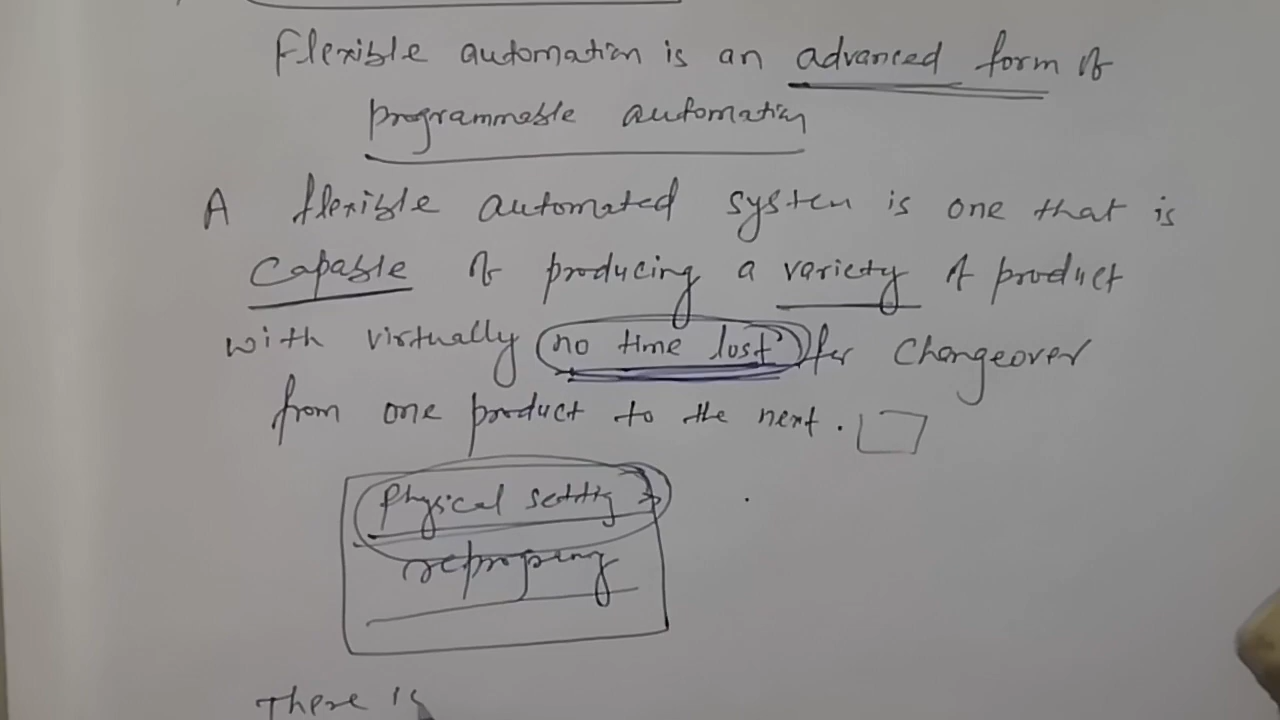 Flexible automation is an advanced form of
programmable automation
A flexible automated system is one that is
capable of producing a variety of product
with virtually no time lost for changeover
from one product to the next.
Physical setting
There is